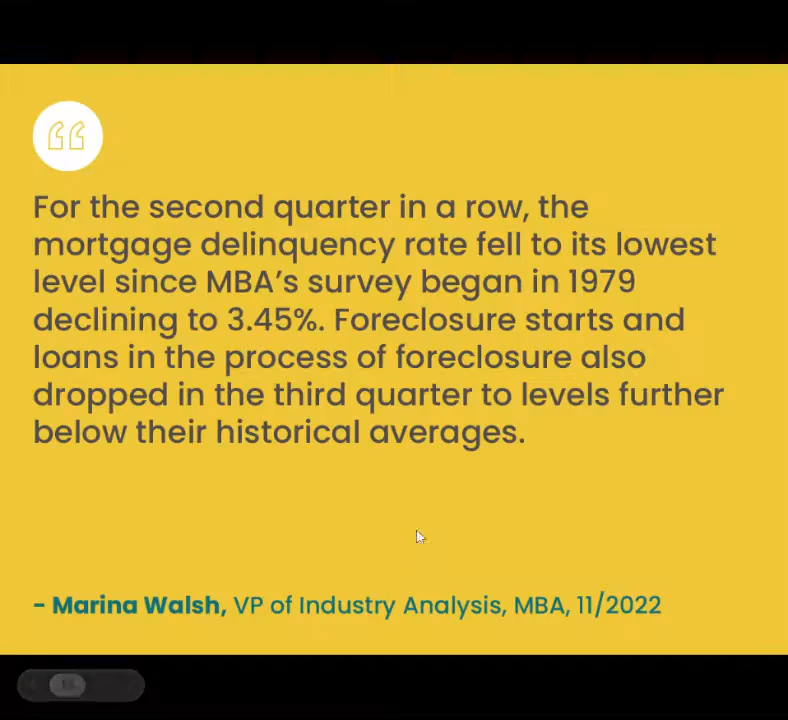 For the second quarter in a row, the
mortgage delinquency rate fell to its lowest
level since MBA's survey began in 1979
declining to 3.45%. Foreclosure starts and
loans in the process of foreclosure also
dropped in the third quarter to levels further
below their historical averages.
- Marina Walsh, VP of Industry Analysis, MBA, 11/2022